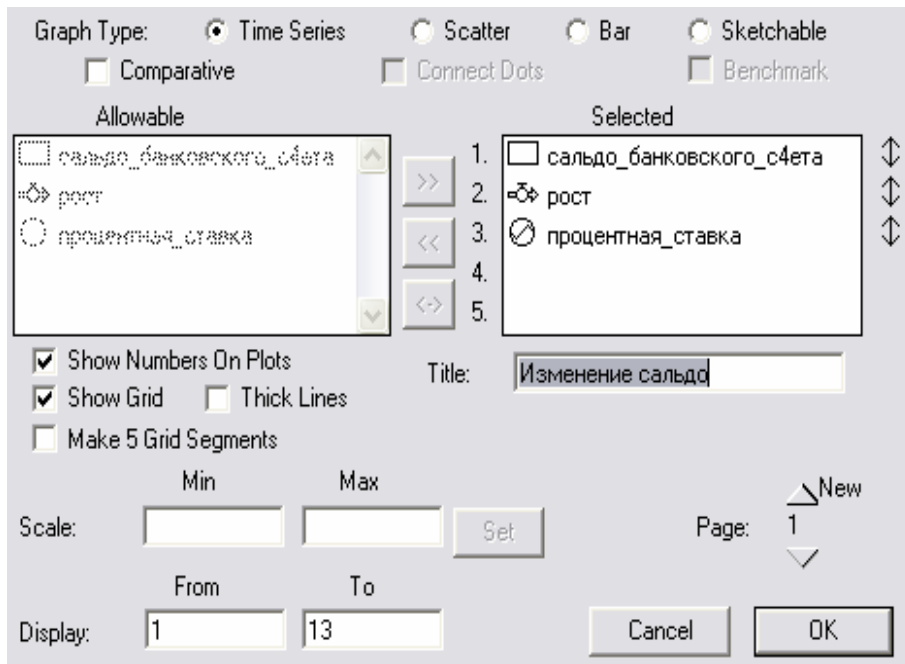 Graph Type: Time Series Scatter Bar Sketchable
Comparative Connect Dots Benchmark
Allowable Selected
сальдо_банковского_с4ета
рост
процентная_ставка
>>
<<
<->
1. сальдо_банковского_с4ета
2. рост
3. процентная_ставка
4.
5.
Show Numbers On Plots
Show Grid Thick Lines
Make 5 Grid Segments
Title: Изменение сальдо
Min Max
Scale: Set
Page: 1 New
From To
Display: 1 13
Cancel OK